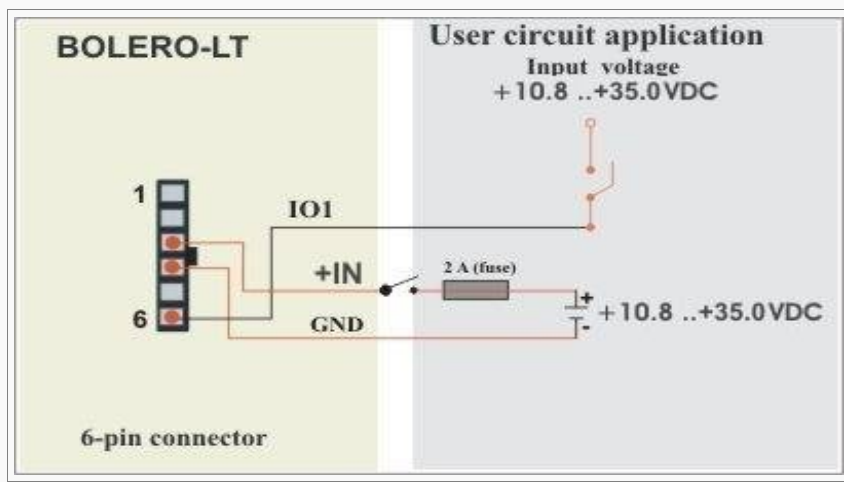 BOLERO-LT
User circuit application
Input voltage
+10.8 ..+35.0VDC
1
IO1
+IN
2 A (fuse)
+
+10.8 ..+35.0VDC
-
6
GND
6-pin connector